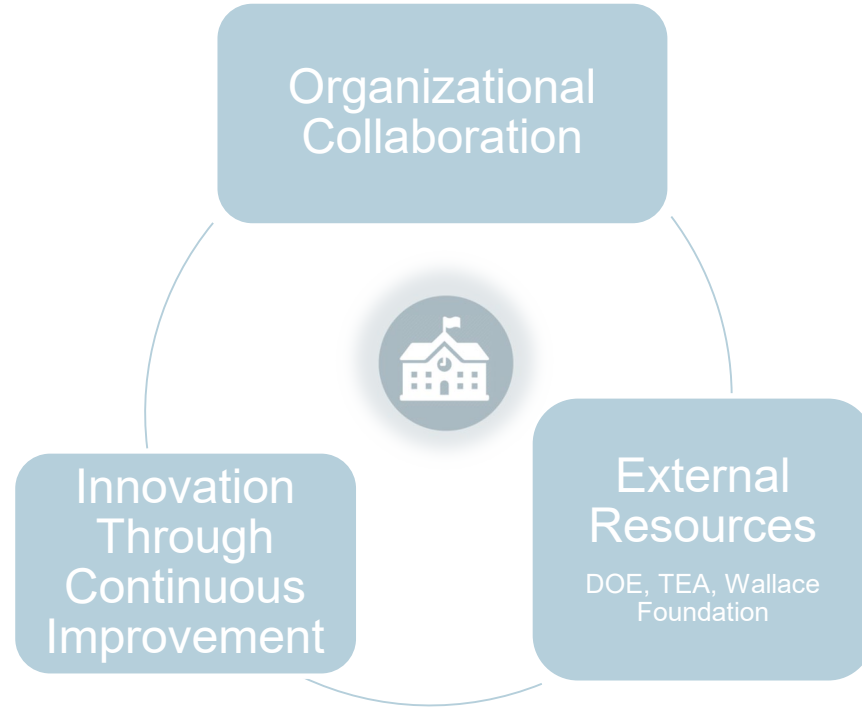 Organizational
Collaboration
External
Resources
DOE, TEA, Wallace
Foundation
Innovation
Through
Continuous
Improvement